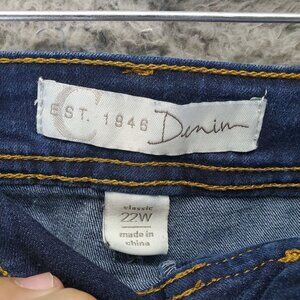 C
EST. 1946 Denim
classic
22W
made in
china